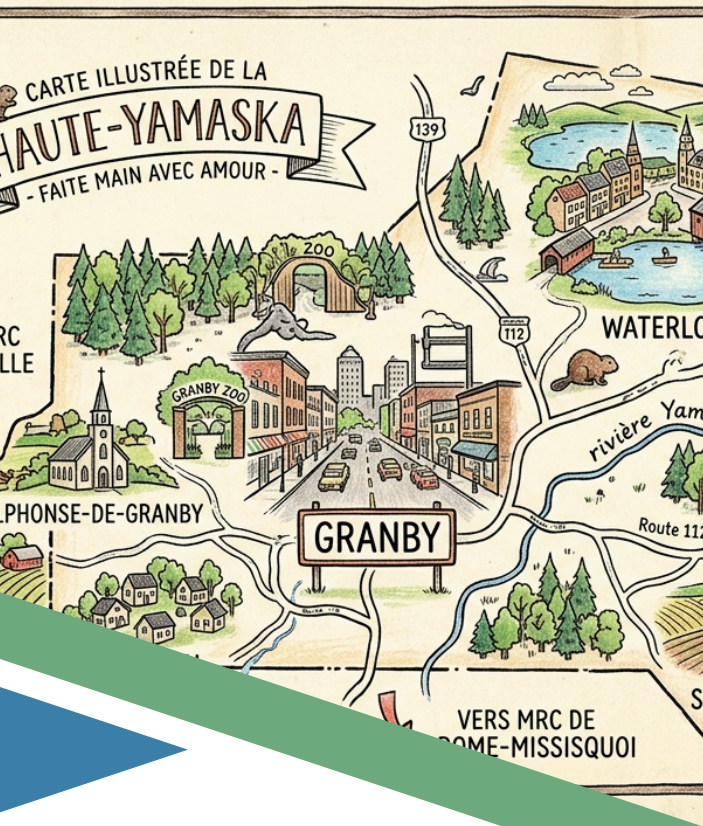 CARTE ILLUSTRÉE DE LA
HAUTE-YAMASKA
- FAITE MAIN AVEC AMOUR -
139
ZOO
112
WATERLO
RC
LLE
GRANBY ZOO
rivière Yam
LPHONSE-DE-GRANBY
GRANBY
Route 112
S
VERS MRC DE
OME-MISSISQUOI